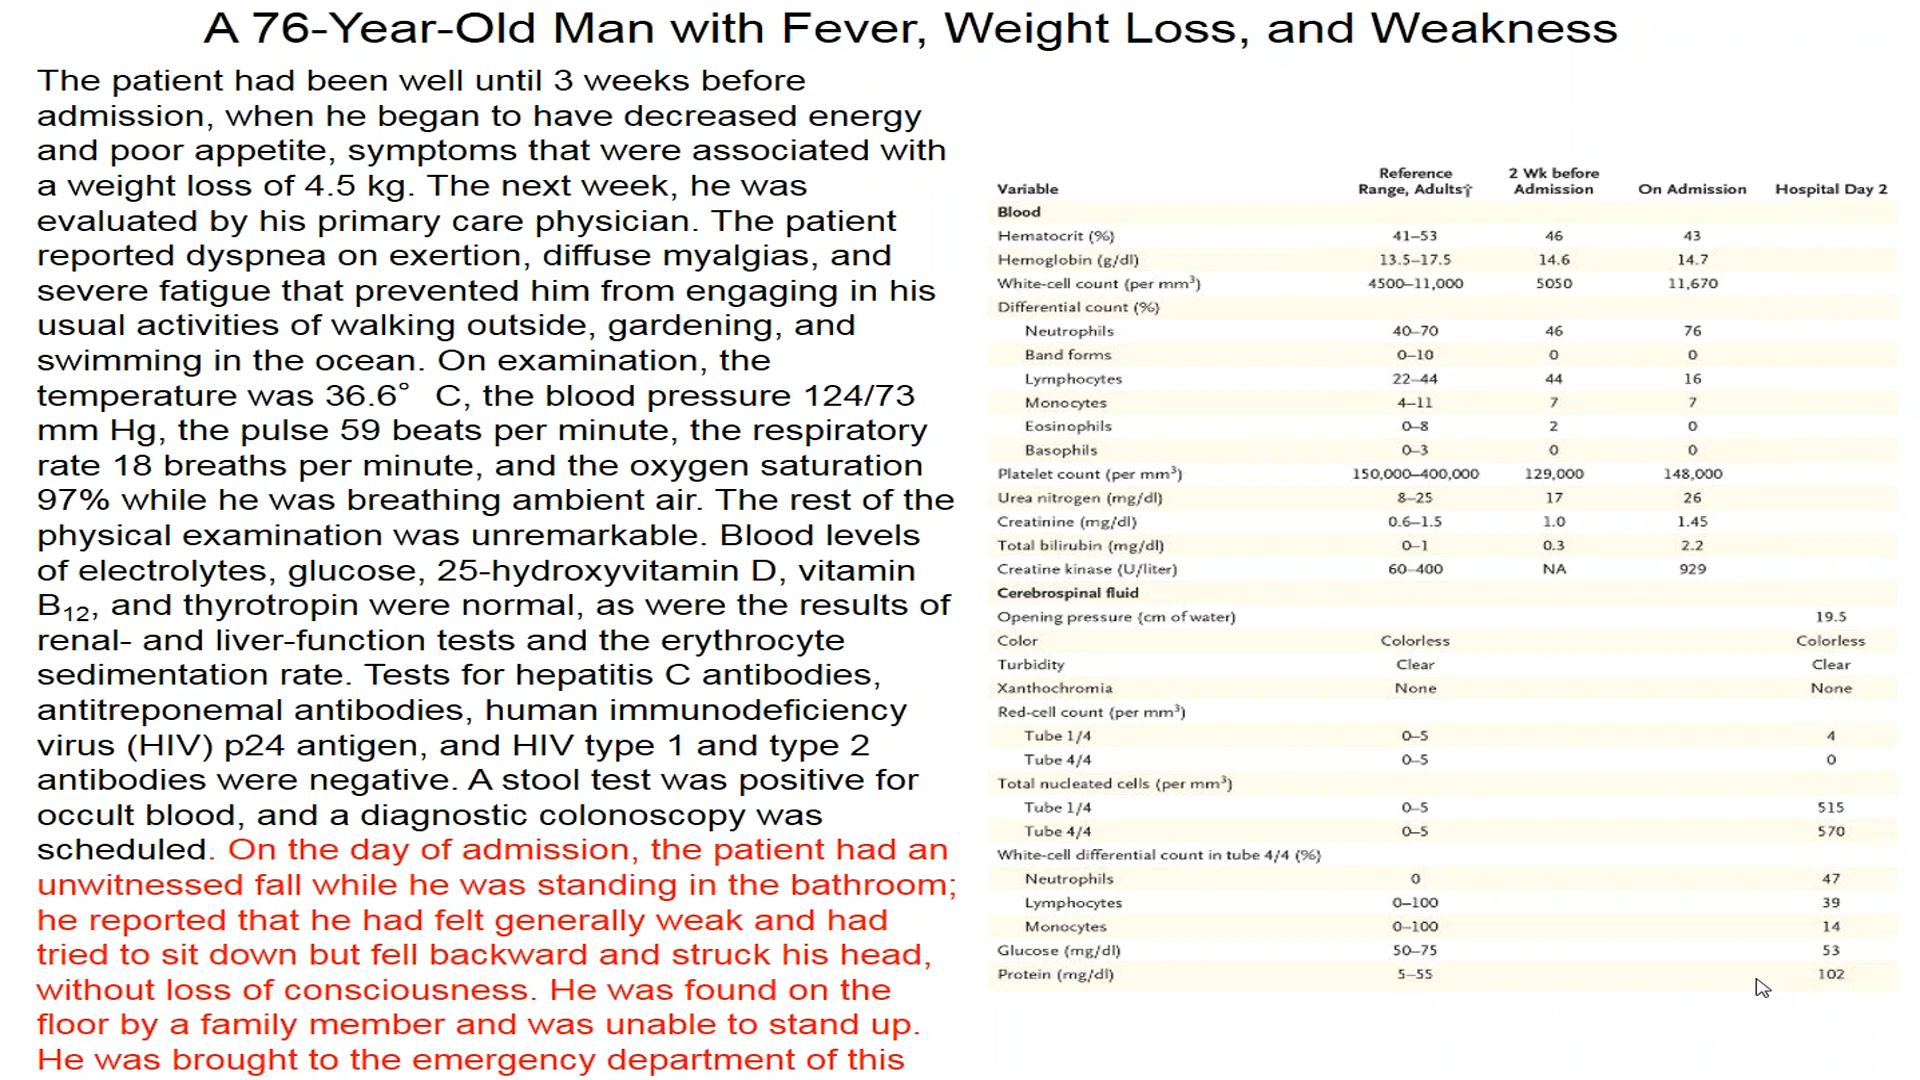 A 76-Year-Old Man with Fever, Weight Loss, and Weakness
The patient had been well until 3 weeks before
admission, when he began to have decreased energy
and poor appetite, symptoms that were associated with
a weight loss of 4.5 kg. The next week, he was
evaluated by his primary care physician. The patient
reported dyspnea on exertion, diffuse myalgias, and
severe fatigue that prevented him from engaging in his
usual activities of walking outside, gardening, and
swimming in the ocean. On examination, the
temperature was 36.6° C, the blood pressure 124/73
mm Hg, the pulse 59 beats per minute, the respiratory
rate 18 breaths per minute, and the oxygen saturation
97% while he was breathing ambient air. The rest of the
physical examination was unremarkable. Blood levels
of electrolytes, glucose, 25-hydroxyvitamin D, vitamin
B12, and thyrotropin were normal, as were the results of
renal- and liver-function tests and the erythrocyte
sedimentation rate. Tests for hepatitis C antibodies,
antitreponemal antibodies, human immunodeficiency
virus (HIV) p24 antigen, and HIV type 1 and type 2
antibodies were negative. A stool test was positive for
occult blood, and a diagnostic colonoscopy was
scheduled. On the day of admission, the patient had an
unwitnessed fall while he was standing in the bathroom;
he reported that he had felt generally weak and had
tried to sit down but fell backward and struck his head,
without loss of consciousness. He was found on the
floor by a family member and was unable to stand up.
He was brought to the emergency department of this
Variable Reference Range, Adults† 2 Wk before Admission On Admission Hospital Day 2
Blood
Hematocrit (%) 41–53 46 43
Hemoglobin (g/dl) 13.5–17.5 14.6 14.7
White-cell count (per mm³) 4500–11,000 5050 11,670
Differential count (%)
Neutrophils 40–70 46 76
Band forms 0–10 0 0
Lymphocytes 22–44 44 16
Monocytes 4–11 7 7
Eosinophils 0–8 2 0
Basophils 0–3 0 0
Platelet count (per mm³) 150,000–400,000 129,000 148,000
Urea nitrogen (mg/dl) 8–25 17 26
Creatinine (mg/dl) 0.6–1.5 1.0 1.45
Total bilirubin (mg/dl) 0–1 0.3 2.2
Creatine kinase (U/liter) 60–400 NA 929
Cerebrospinal fluid
Opening pressure (cm of water) 19.5
Color Colorless Colorless
Turbidity Clear Clear
Xanthochromia None None
Red-cell count (per mm³)
Tube 1/4 0–5 4
Tube 4/4 0–5 0
Total nucleated cells (per mm³)
Tube 1/4 0–5 515
Tube 4/4 0–5 570
White-cell differential count in tube 4/4 (%)
Neutrophils 0 47
Lymphocytes 0–100 39
Monocytes 0–100 14
Glucose (mg/dl) 50–75 53
Protein (mg/dl) 5–55 102